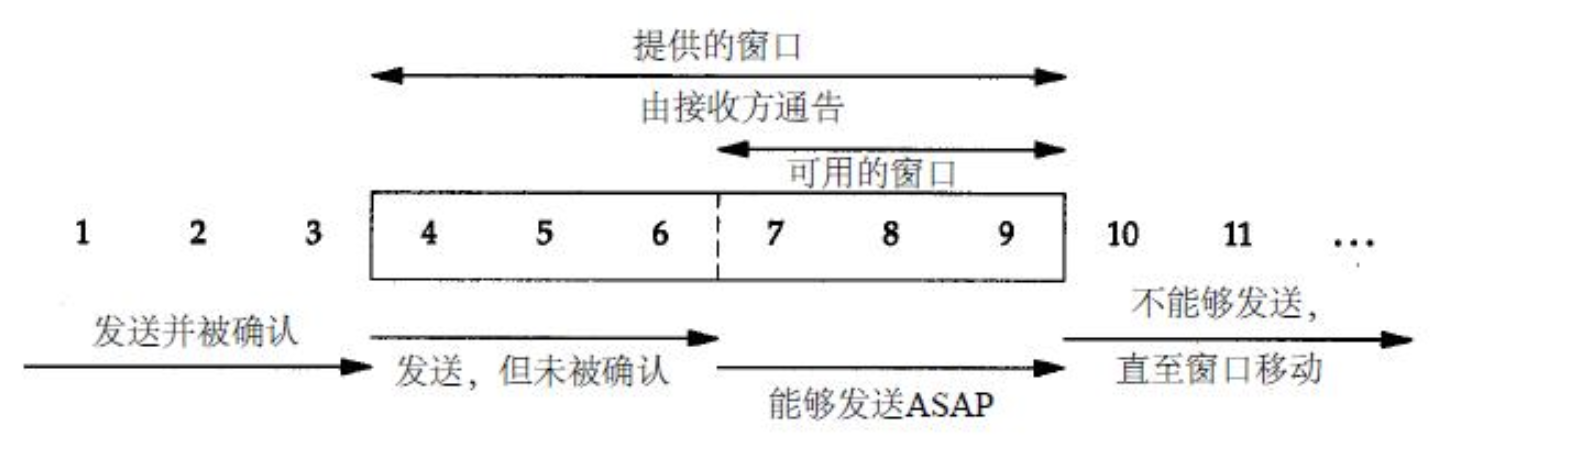 提供的窗口
由接收方通告
可用的窗口
1 2 3 4 5 6 7 8 9 10 11 ...
发送并被确认
发送，但未被确认
能够发送ASAP
不能够发送，
直至窗口移动